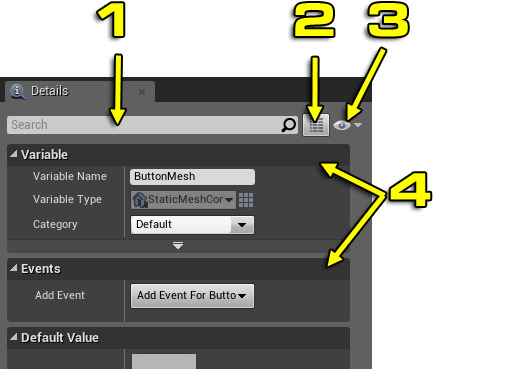 1 2 3
Details
Search
Variable
4
Variable Name ButtonMesh
Variable Type StaticMeshCor
Category Default
Events
Add Event Add Event For Butto
Default Value